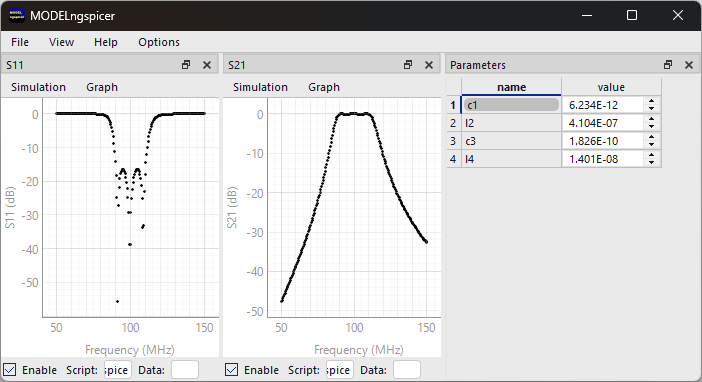 MODEL
ngspicer
MODELngspicer
File View Help Options
S11
Simulation Graph
0
-10
-20
-30
-40
-50
S11 (dB)
50 100 150
Frequency (MHz)
Enable Script: spice Data:
S21
Simulation Graph
0
-10
-20
-30
-40
-50
S21 (dB)
50 100 150
Frequency (MHz)
Enable Script: spice Data:
Parameters
name value
1 c1 6.234E-12
2 l2 4.104E-07
3 c3 1.826E-10
4 l4 1.401E-08